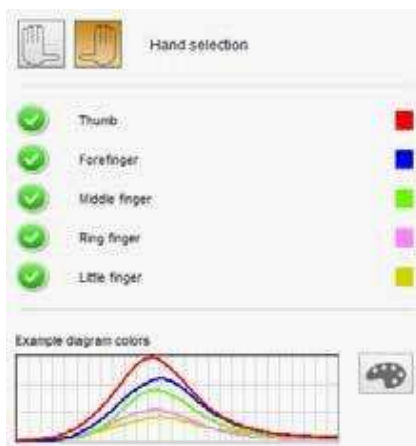 Hand selection
Thumb
Forefinger
Middle finger
Ring finger
Little finger
Example diagram colors